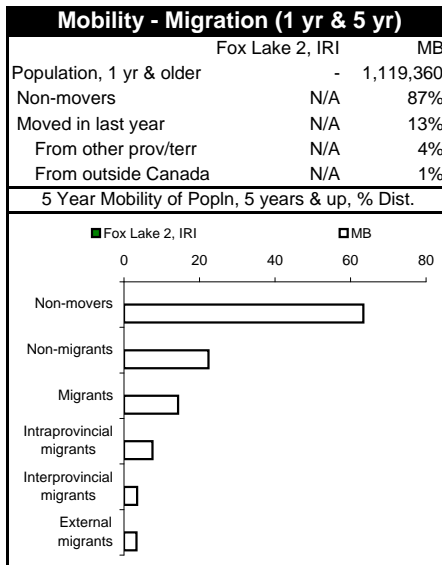 Mobility - Migration (1 yr & 5 yr)
Fox Lake 2, IRI MB
Population, 1 yr & older - 1,119,360
Non-movers N/A 87%
Moved in last year N/A 13%
From other prov/terr N/A 4%
From outside Canada N/A 1%
5 Year Mobility of Popln, 5 years & up, % Dist.
Fox Lake 2, IRI MB
0 20 40 60 80
Non-movers
Non-migrants
Migrants
Intraprovincial
migrants
Interprovincial
migrants
External
migrants